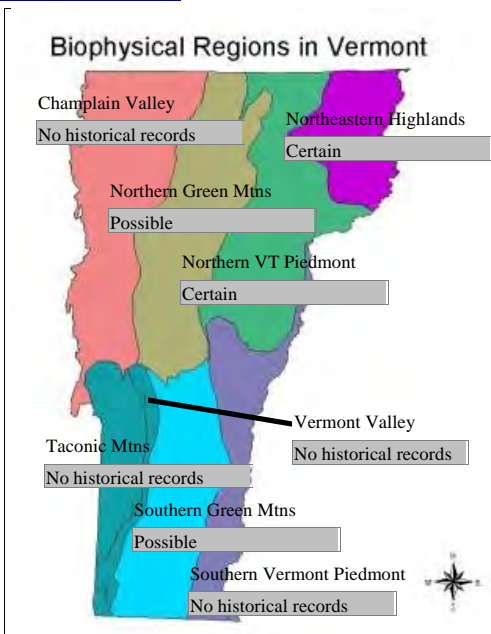 Biophysical Regions in Vermont
Champlain Valley
No historical records
Northeastern Highlands
Certain
Northern Green Mtns
Possible
Northern VT Piedmont
Certain
Vermont Valley
No historical records
Taconic Mtns
No historical records
Southern Green Mtns
Possible
Southern Vermont Piedmont
No historical records